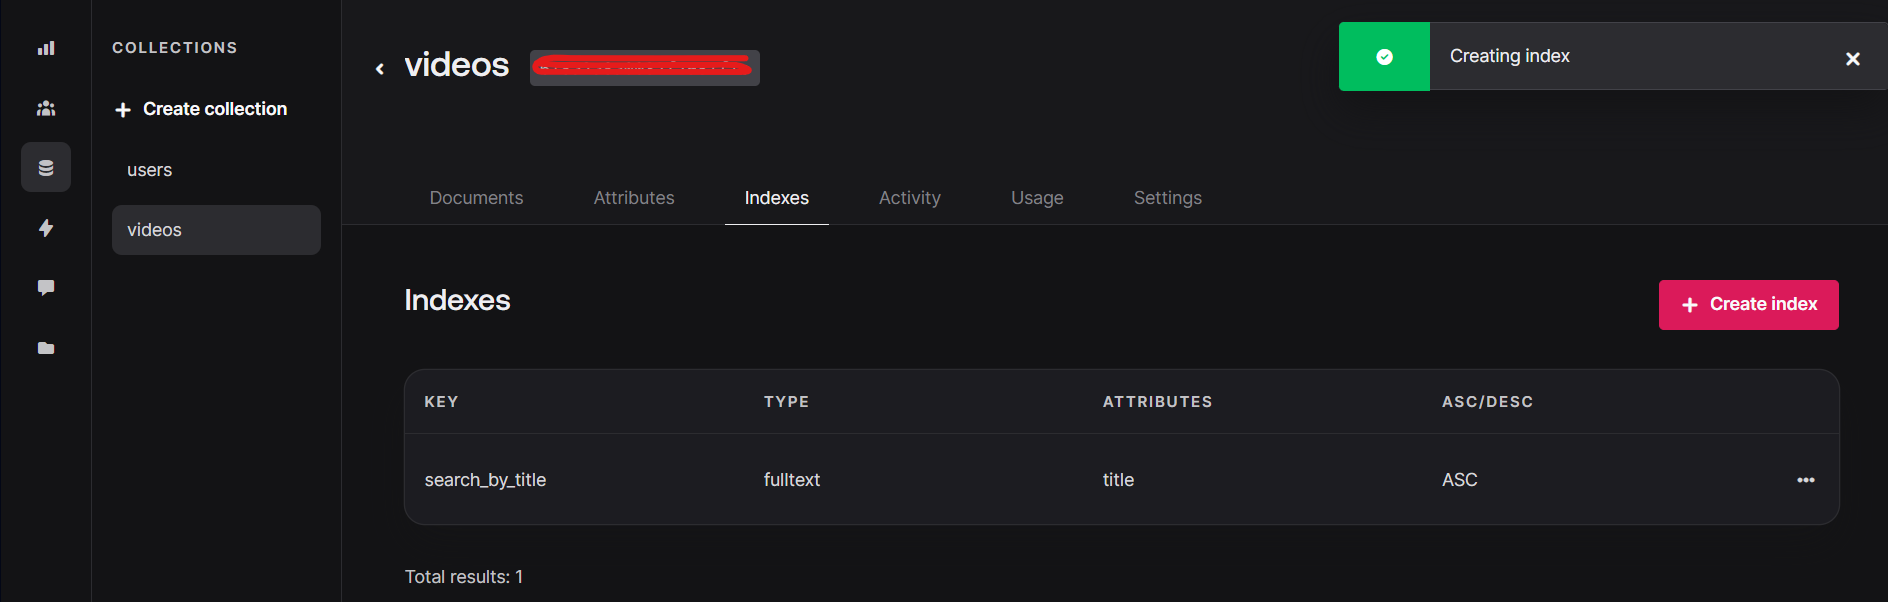 COLLECTIONS
Create collection
users
videos
videos
Creating index
Documents Attributes Indexes Activity Usage Settings
Indexes
Create index
KEY TYPE ATTRIBUTES ASC/DESC
search_by_title fulltext title ASC
Total results: 1